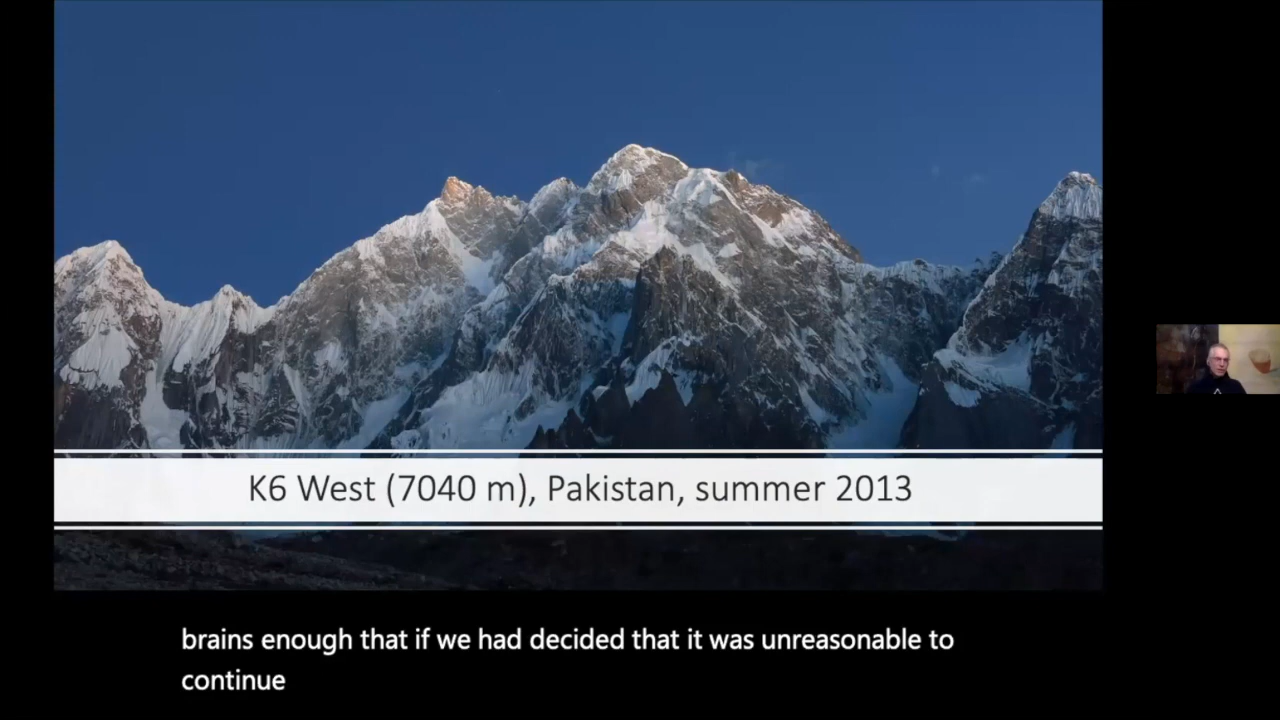 K6 West (7040 m), Pakistan, summer 2013
brains enough that if we had decided that it was unreasonable to
continue